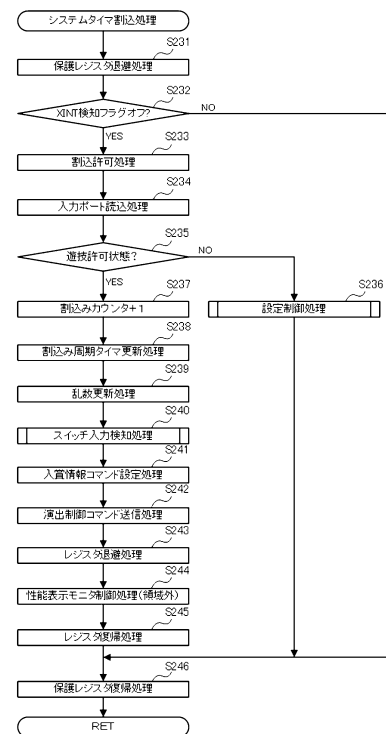 システムタイマ割込処理
S231
保護レジスタ退避処理
S232
XINT検知フラグオフ?
NO
YES
S233
割込許可処理
S234
入力ポート読込処理
S235
遊技許可状態?
NO
YES
S237
割込みカウンタ+1
S236
設定制御処理
S238
割込み周期タイマ更新処理
S239
乱数更新処理
S240
スイッチ入力検知処理
S241
入賞情報コマンド設定処理
S242
演出制御コマンド送信処理
S243
レジスタ退避処理
S244
性能表示モニタ制御処理(領域外)
S245
レジスタ復帰処理
S246
保護レジスタ復帰処理
RET